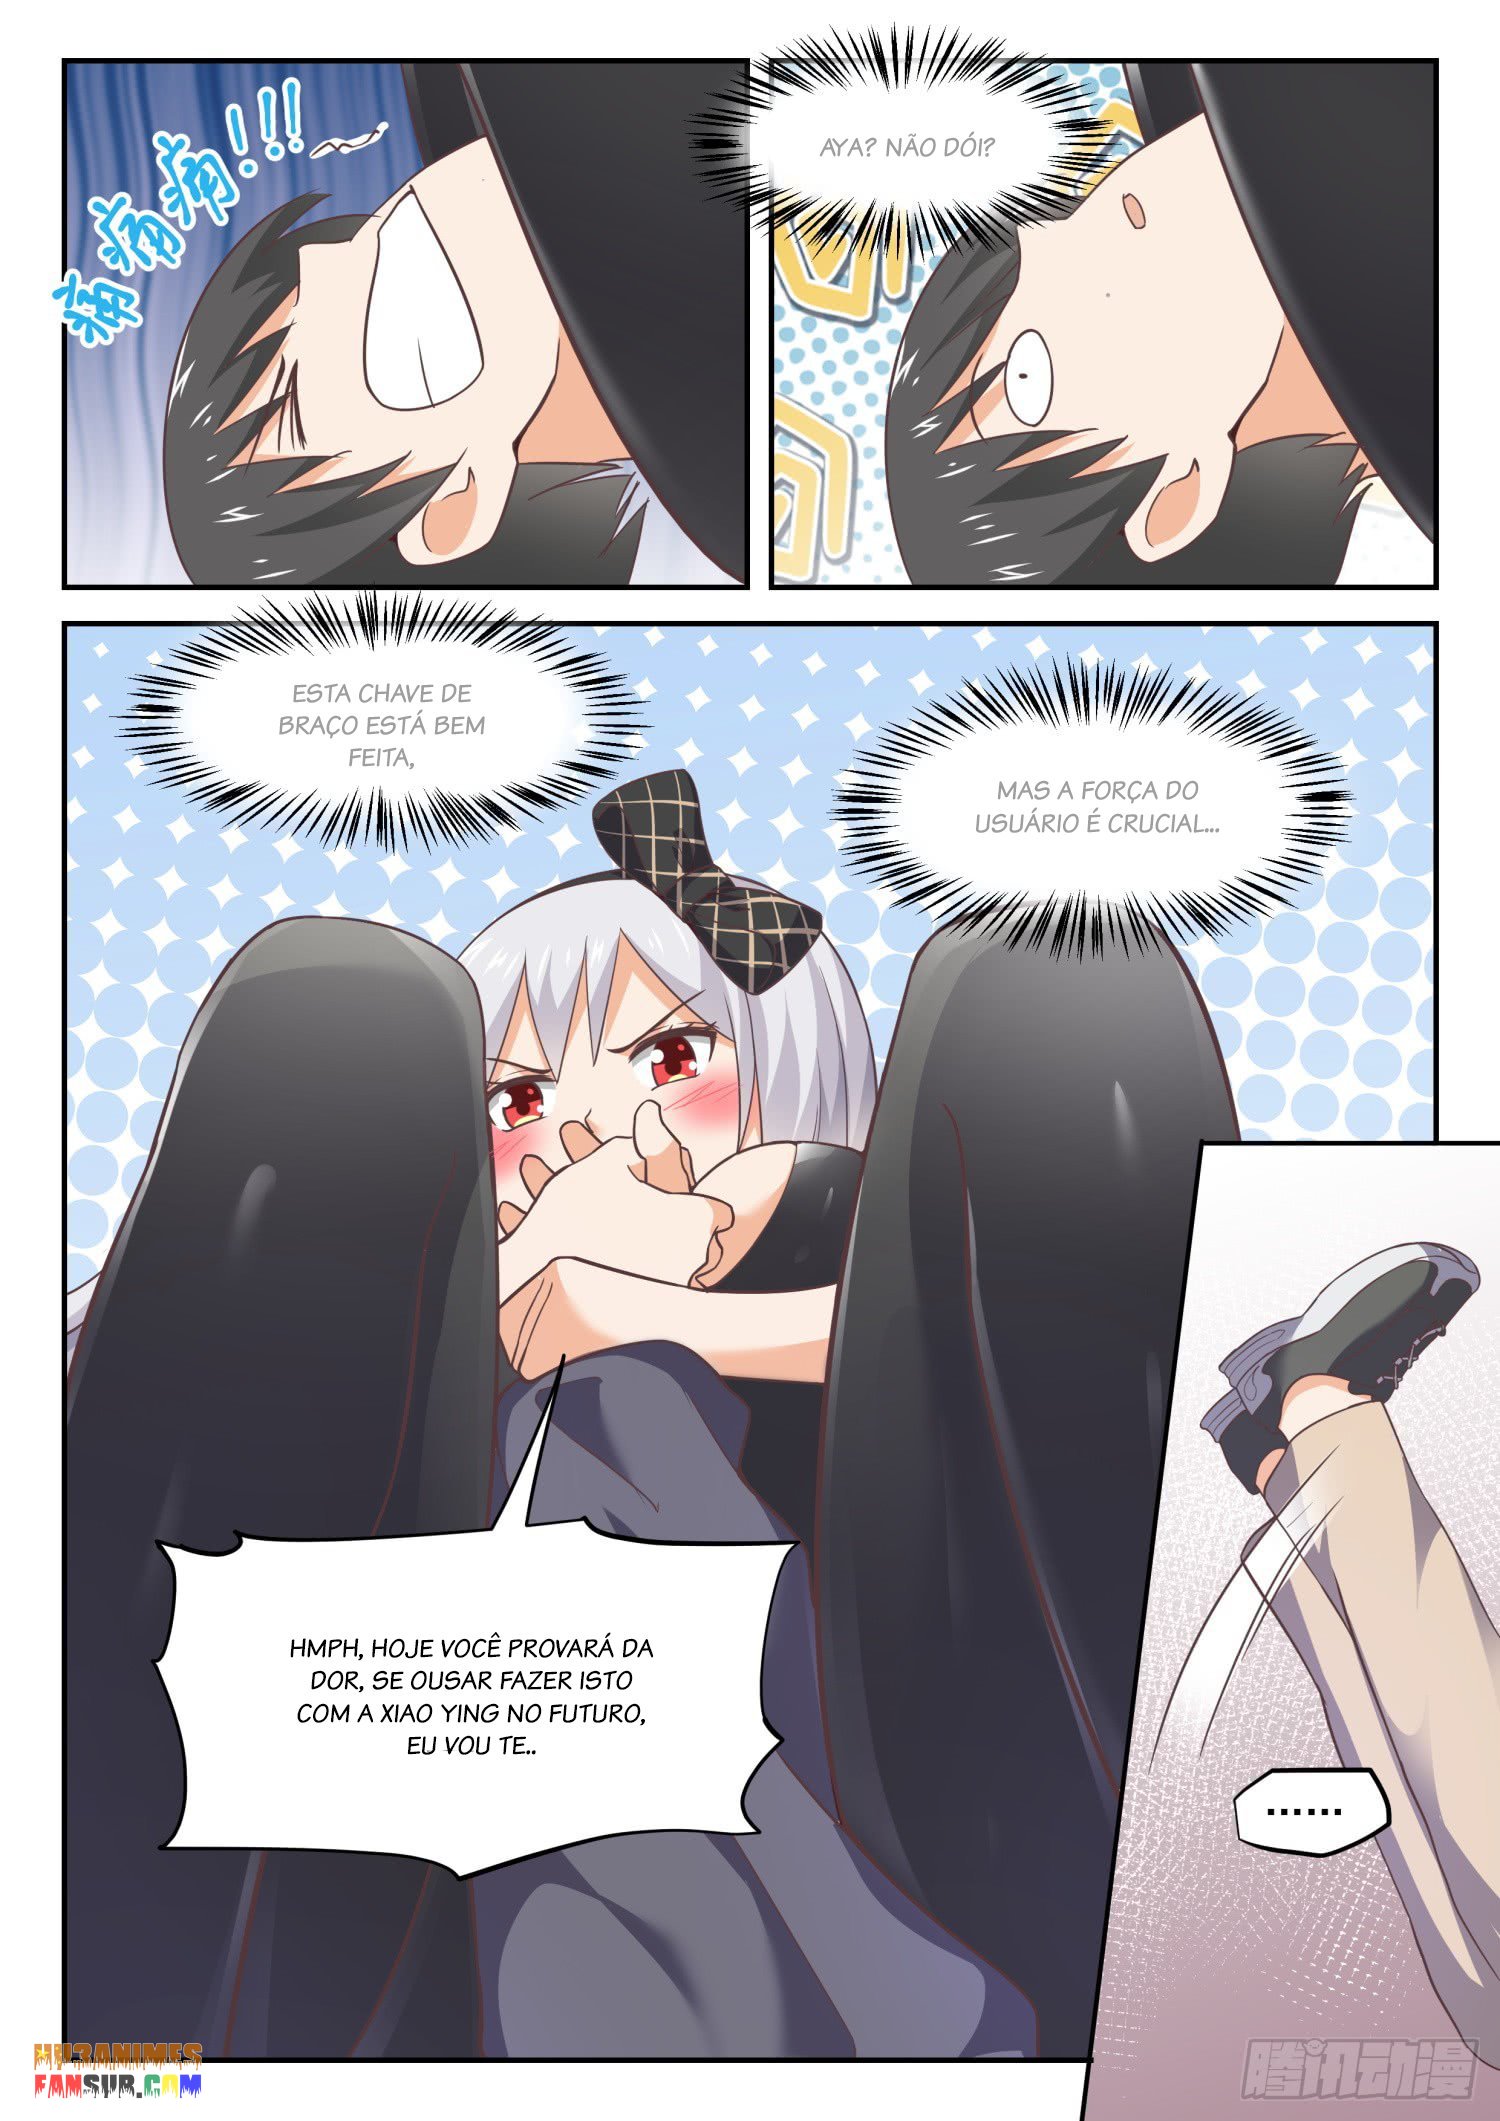 痛痛痛!!!
AYA? NÃO DÓI?
ESTA CHAVE DE
BRAÇO ESTÁ BEM
FEITA,
MAS A FORÇA DO
USUÁRIO É CRUCIAL...
HMPH, HOJE VOCÊ PROVARÁ DA
DOR, SE OUSAR FAZER ISTO
COM A XIAO YING NO FUTURO,
EU VOU TE..
......
HU3ANIMES
FANSUB.COM
腾讯动漫